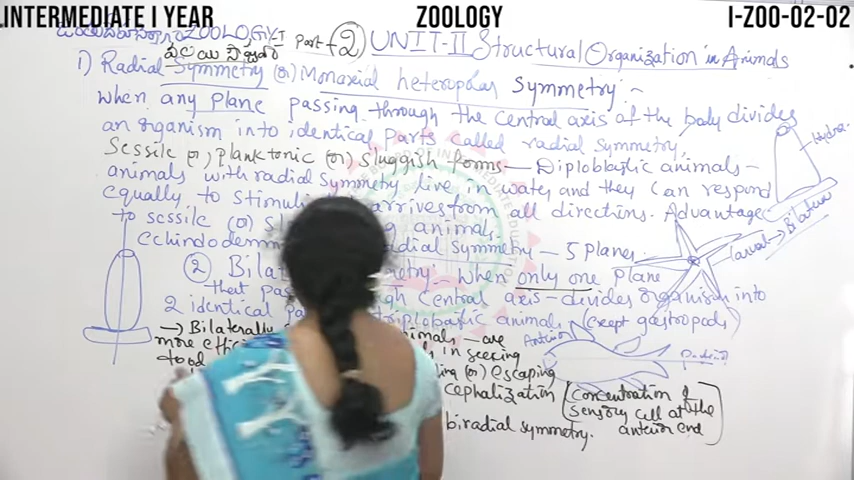 INTERMEDIATE I YEAR
ZOOLOGY
I-ZOO-02-02
ZOOLOGY-I Part-2 UNIT-II Structural Organization in Animals
1) Radial Symmetry (or) Monaxial heteropolar symmetry :-
when any plane passing through the central axis of the body divides
an organism into identical parts called radial symmetry.
Sessile (or) Planktonic (or) Sluggish forms — Diploblastic animals —
animals with radial symmetry live in water and they can respond
equally to stimuli arrives from all directions. Advantage
to sessile (or) animals.
radial symmetry — 5 planes.
② Bila when only one plane
that central axis — divides organism into
2 identical triploblastic animals (except gastropods)
→ Bilaterally — are
more in seeking
food (or) escaping
cephalization (concentration of
sensory cell at the
anterior end
biradial symmetry.
Hydra
larval → Bilateral
Anterior